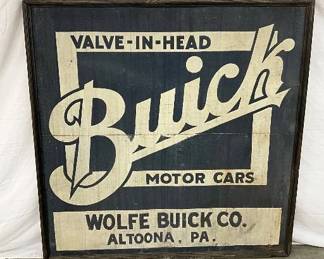 VALVE-IN-HEAD
Buick
MOTOR CARS
WOLFE BUICK CO.
ALTOONA, PA.